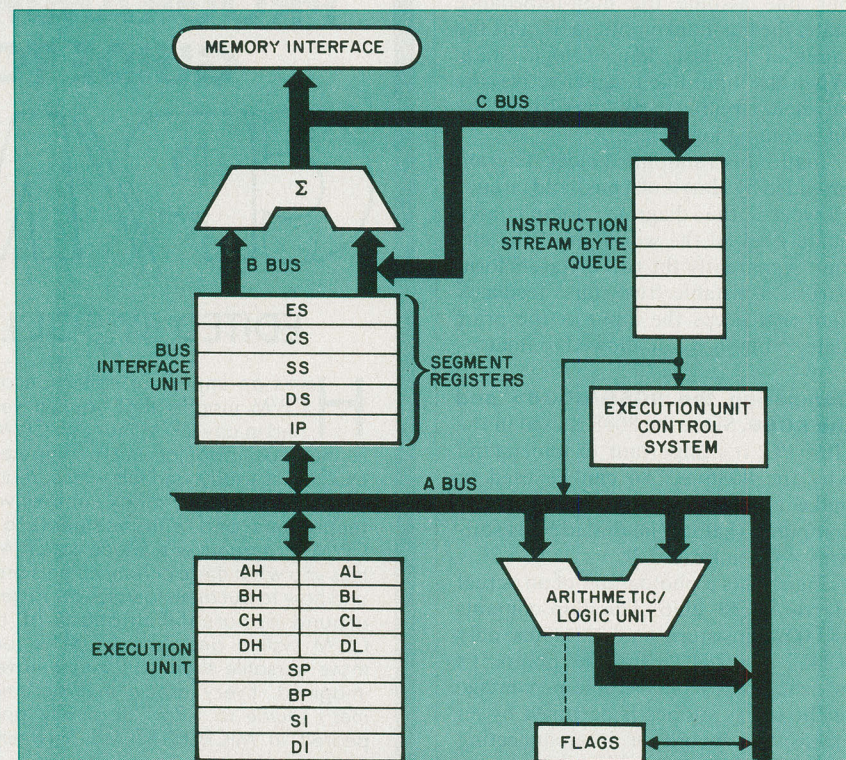 MEMORY INTERFACE
C BUS
Σ
INSTRUCTION
STREAM BYTE
QUEUE
B BUS
ES
CS
SS
DS
IP
BUS
INTERFACE
UNIT
SEGMENT
REGISTERS
EXECUTION UNIT
CONTROL
SYSTEM
A BUS
AH AL
BH BL
CH CL
DH DL
SP
BP
SI
DI
EXECUTION
UNIT
ARITHMETIC/
LOGIC UNIT
FLAGS